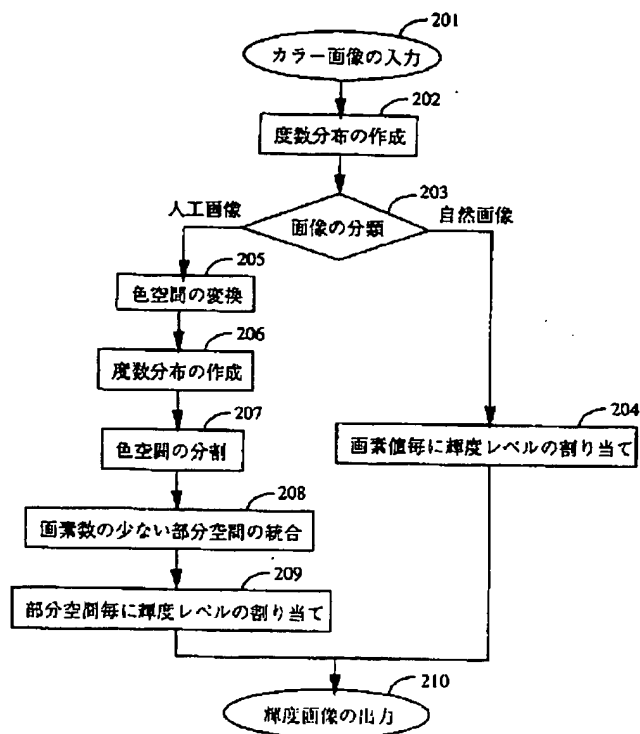 201
カラー画像の入力
202
度数分布の作成
203
人工画像
画像の分類
自然画像
205
色空間の変換
206
度数分布の作成
207
色空間の分割
204
画素値毎に輝度レベルの割り当て
208
画素数の少ない部分空間の統合
209
部分空間毎に輝度レベルの割り当て
210
輝度画像の出力